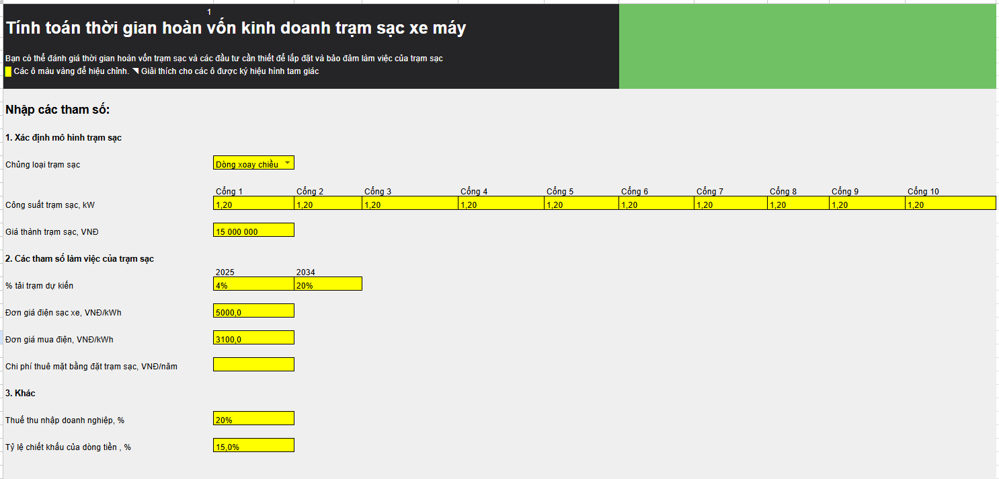 1
Tính toán thời gian hoàn vốn kinh doanh trạm sạc xe máy
Bạn có thể đánh giá thời gian hoàn vốn trạm sạc và các đầu tư cần thiết để lắp đặt và bảo đảm làm việc của trạm sạc
Các ô màu vàng để hiệu chỉnh. ◥ Giải thích cho các ô được ký hiệu hình tam giác
Nhập các tham số:
1. Xác định mô hình trạm sạc
Chủng loại trạm sạc Dòng xoay chiều
Cổng 1 Cổng 2 Cổng 3 Cổng 4 Cổng 5 Cổng 6 Cổng 7 Cổng 8 Cổng 9 Cổng 10
Công suất trạm sạc, kW 1,20 1,20 1,20 1,20 1,20 1,20 1,20 1,20 1,20 1,20
Giá thành trạm sạc, VNĐ 15 000 000
2. Các tham số làm việc của trạm sạc
2025 2034
% tải trạm dự kiến 4% 20%
Đơn giá điện sạc xe, VNĐ/kWh 5000,0
Đơn giá mua điện, VNĐ/kWh 3100,0
Chi phí thuê mặt bằng đặt trạm sạc, VNĐ/năm
3. Khác
Thuế thu nhập doanh nghiệp, % 20%
Tỷ lệ chiết khấu của dòng tiền , % 15,0%